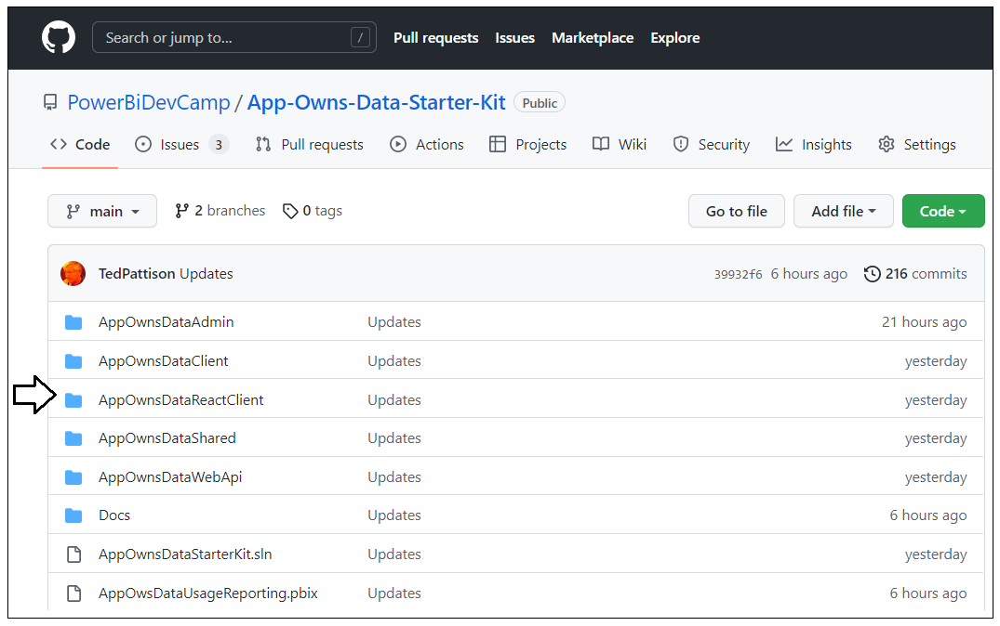 Search or jump to... / Pull requests Issues Marketplace Explore
PowerBiDevCamp / App-Owns-Data-Starter-Kit Public
Code Issues 3 Pull requests Actions Projects Wiki Security Insights Settings
main 2 branches 0 tags Go to file Add file Code
TedPattison Updates 39932f6 6 hours ago 216 commits
AppOwnsDataAdmin Updates 21 hours ago
AppOwnsDataClient Updates yesterday
AppOwnsDataReactClient Updates yesterday
AppOwnsDataShared Updates yesterday
AppOwnsDataWebApi Updates yesterday
Docs Updates 6 hours ago
AppOwnsDataStarterKit.sln Updates yesterday
AppOwsDataUsageReporting.pbix Updates 6 hours ago